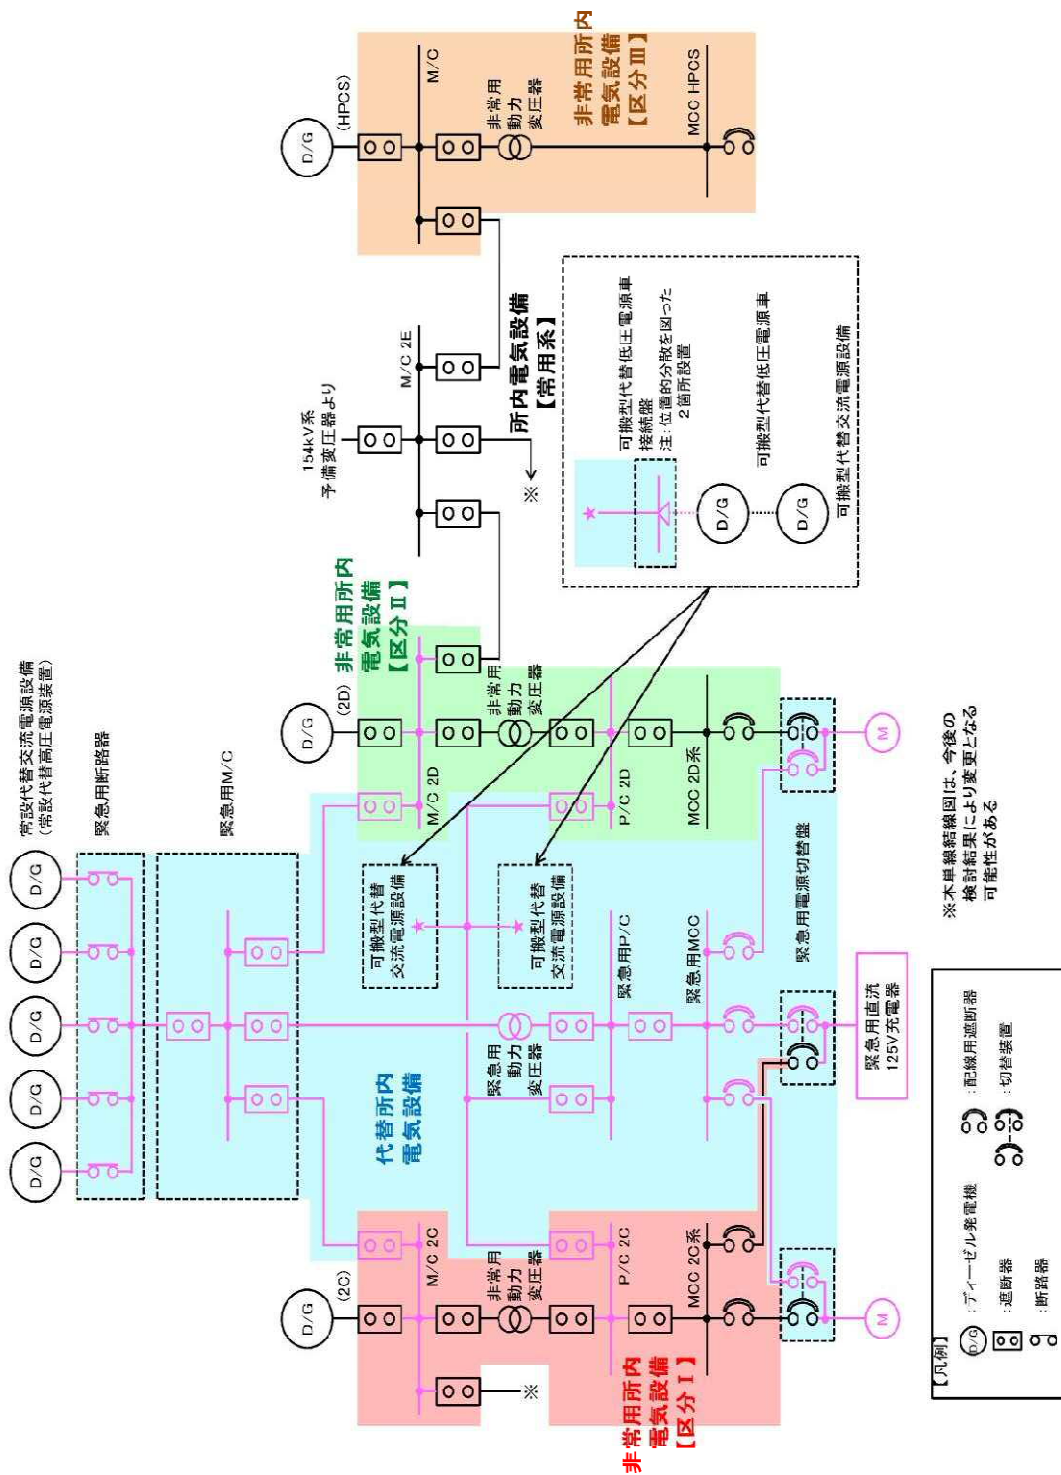 常設代替交流電源設備
(常設代替高圧電源装置)
D/G
D/G
D/G
D/G
D/G
緊急用断路器
緊急用M/C
D/G
(2C)
D/G
(2D)
D/G
(HPCS)
154kV系
予備変圧器より
M/C 2C
M/C 2D
M/C 2E
M/C
非常用所内
電気設備
【区分Ⅱ】
非常用所内
電気設備
【区分Ⅲ】
非常用所内
電気設備
【区分Ⅰ】
代替所内
電気設備
所内電気設備
【常用系】
非常用
動力
変圧器
緊急用
動力
変圧器
非常用
動力
変圧器
非常用
動力
変圧器
※
※
可搬型代替
交流電源設備
可搬型代替
交流電源設備
P/C 2C
緊急用P/C
P/C 2D
MCC 2C系
緊急用MCC
MCC 2D系
MCC HPCS
緊急用電源切替盤
M
M
緊急用直流
125V充電器
可搬型代替低圧電源車
接続盤
注:位置的分散を図った
2箇所設置
D/G
D/G
可搬型代替低圧電源車
可搬型代替交流電源設備
【凡例】
D/G
:ディーゼル発電機
:遮断器
:断路器
:配線用遮断器
:切替装置
※本単線結線図は、今後の
検討結果により変更となる
可能性がある